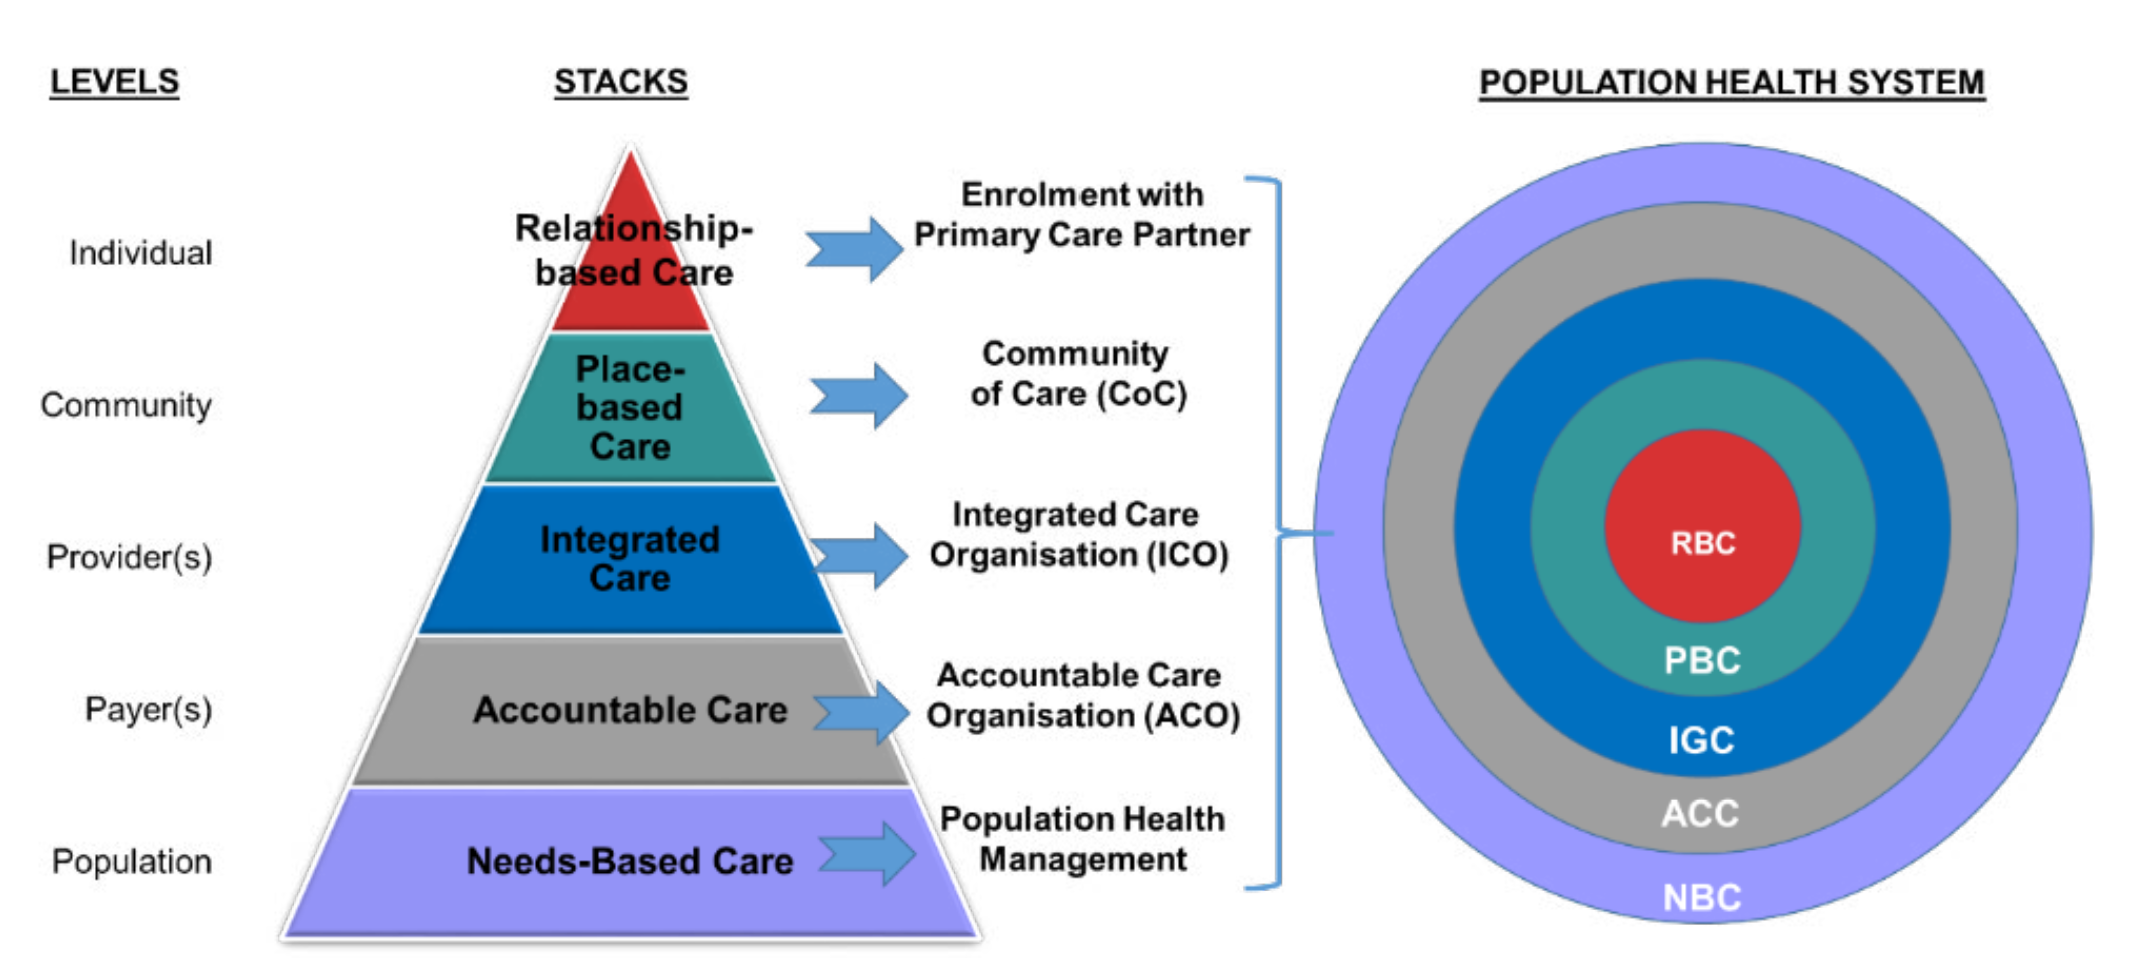 LEVELS
STACKS
POPULATION HEALTH SYSTEM
Individual
Relationship-
based Care
Enrolment with
Primary Care Partner
Community
Place-
based
Care
Community
of Care (CoC)
Provider(s)
Integrated
Care
Integrated Care
Organisation (ICO)
Payer(s)
Accountable Care
Accountable Care
Organisation (ACO)
Population
Needs-Based Care
Population Health
Management
RBC
PBC
IGC
ACC
NBC